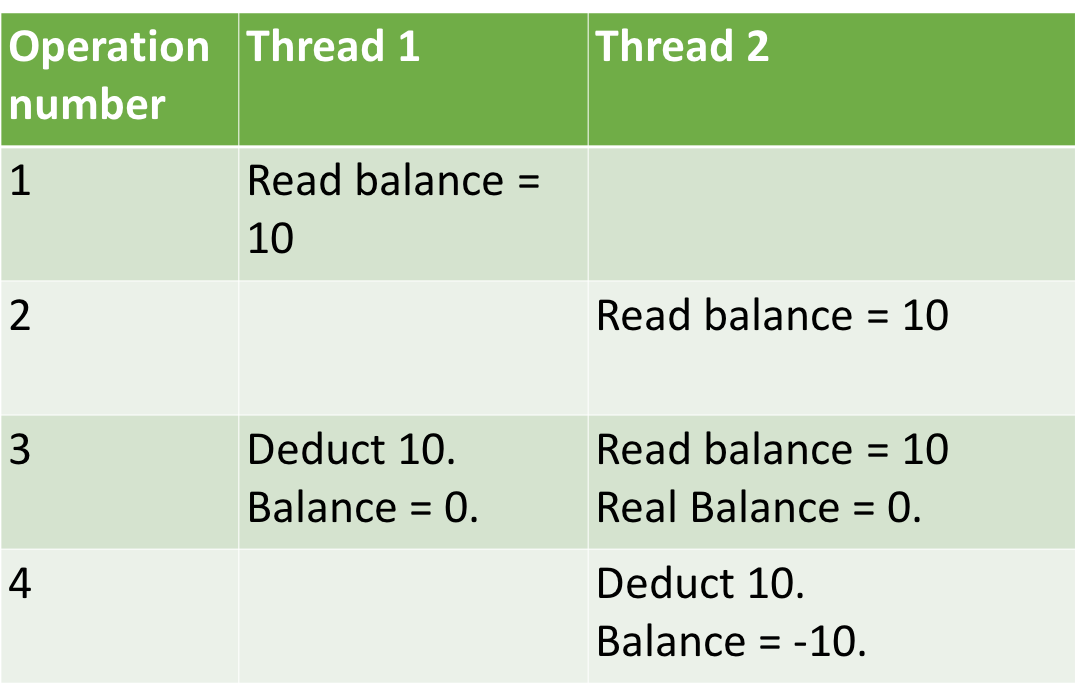 Operation number
Thread 1
Thread 2
1
Read balance =
10
2
Read balance = 10
3
Deduct 10.
Balance = 0.
Read balance = 10
Real Balance = 0.
4
Deduct 10.
Balance = -10.